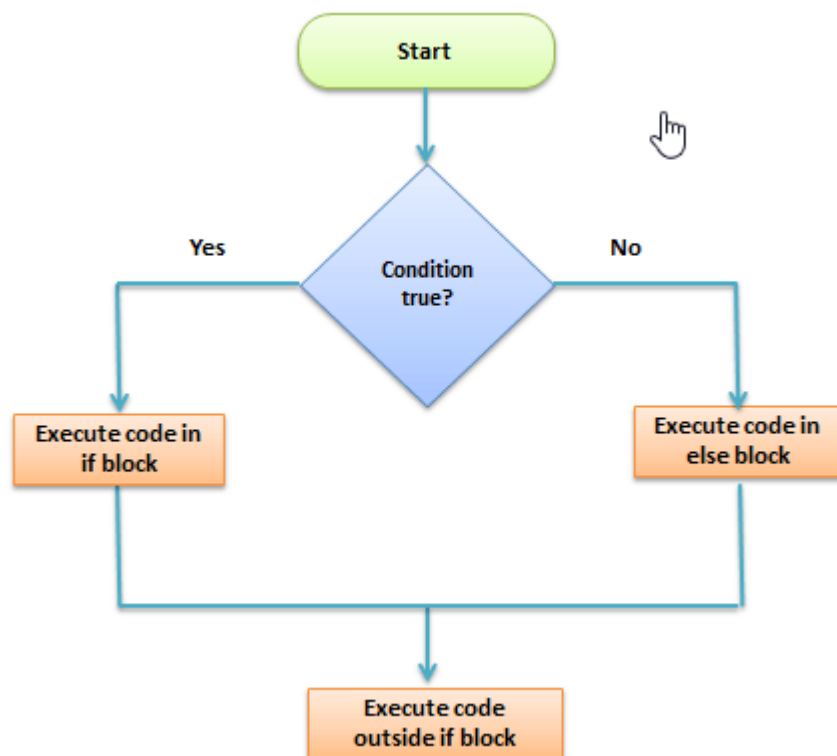 Start
Yes
No
Condition
true?
Execute code in
if block
Execute code in
else block
Execute code
outside if block